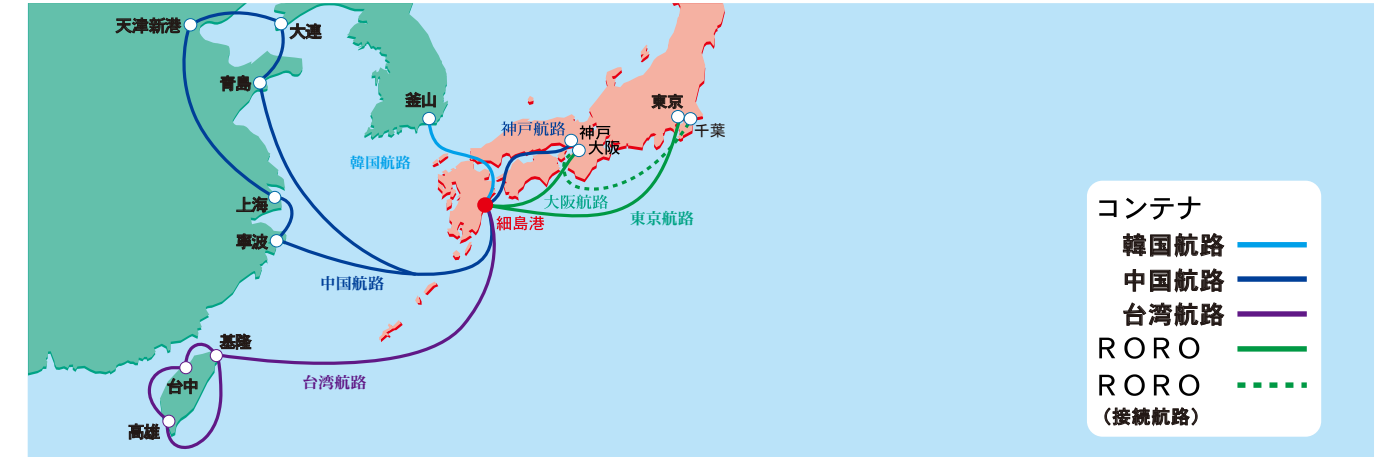 天津新港
大連
青島
釜山
東京
千葉
神戸航路
神戸
大阪
韓国航路
上海
大阪航路
東京航路
細島港
寧波
中国航路
基隆
台湾航路
台中
高雄
コンテナ
韓国航路
中国航路
台湾航路
ＲＯＲＯ
ＲＯＲＯ
（接続航路）